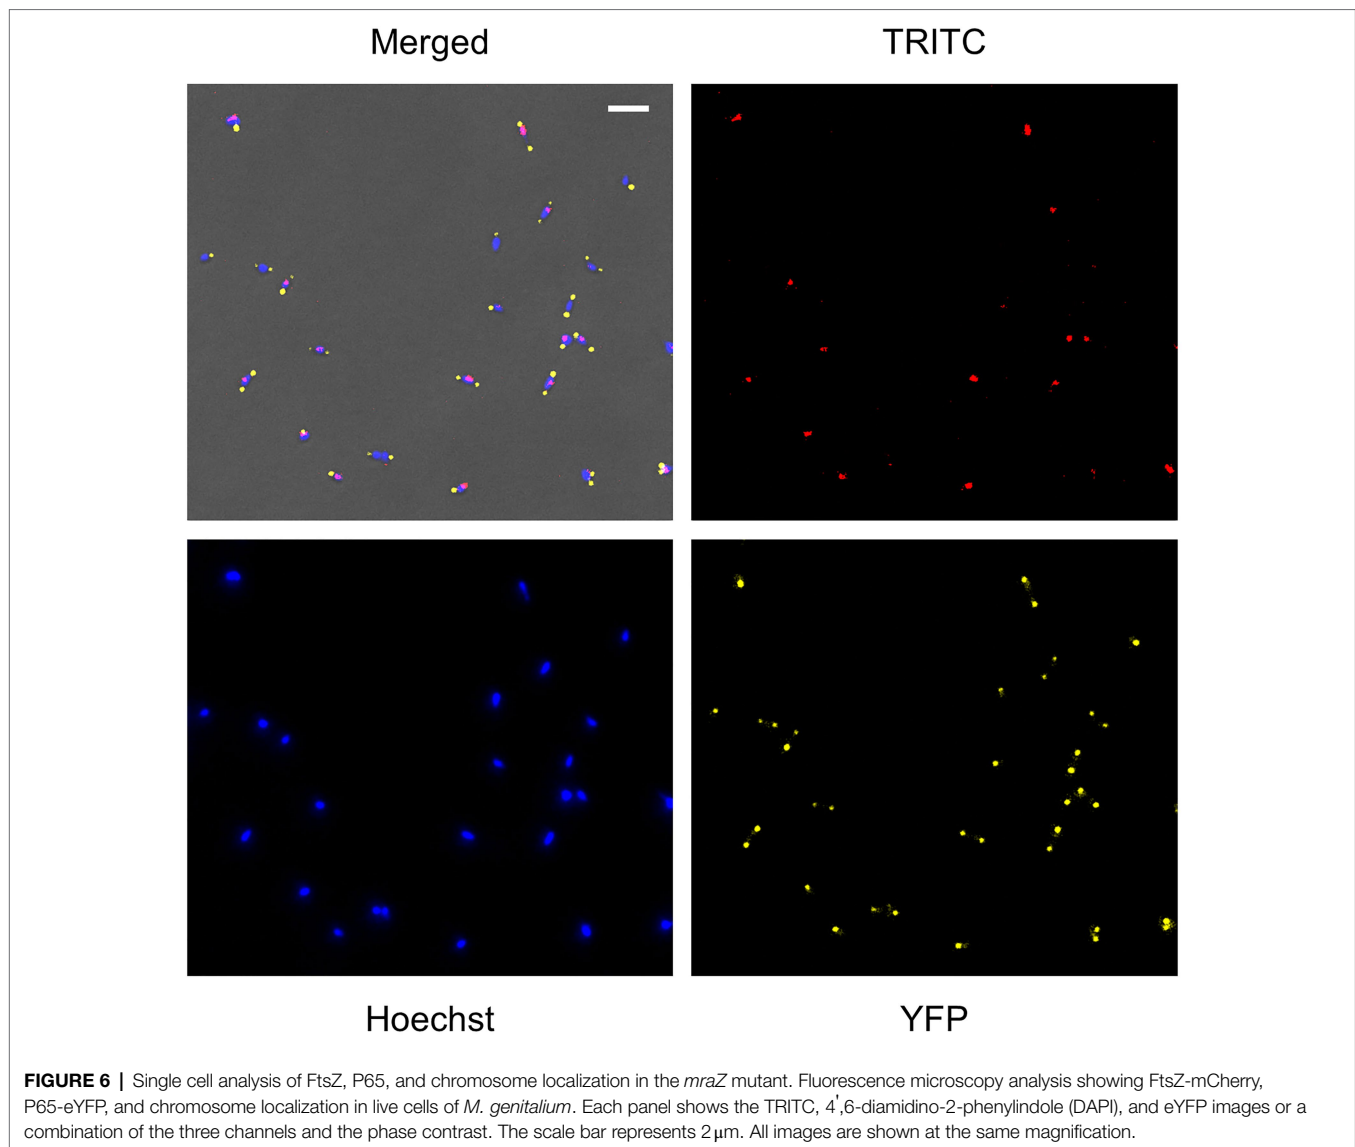 Merged
TRITC
Hoechst
YFP
FIGURE 6 | Single cell analysis of FtsZ, P65, and chromosome localization in the mraZ mutant. Fluorescence microscopy analysis showing FtsZ-mCherry,
P65-eYFP, and chromosome localization in live cells of M. genitalium. Each panel shows the TRITC, 4′,6-diamidino-2-phenylindole (DAPI), and eYFP images or a
combination of the three channels and the phase contrast. The scale bar represents 2 μm. All images are shown at the same magnification.